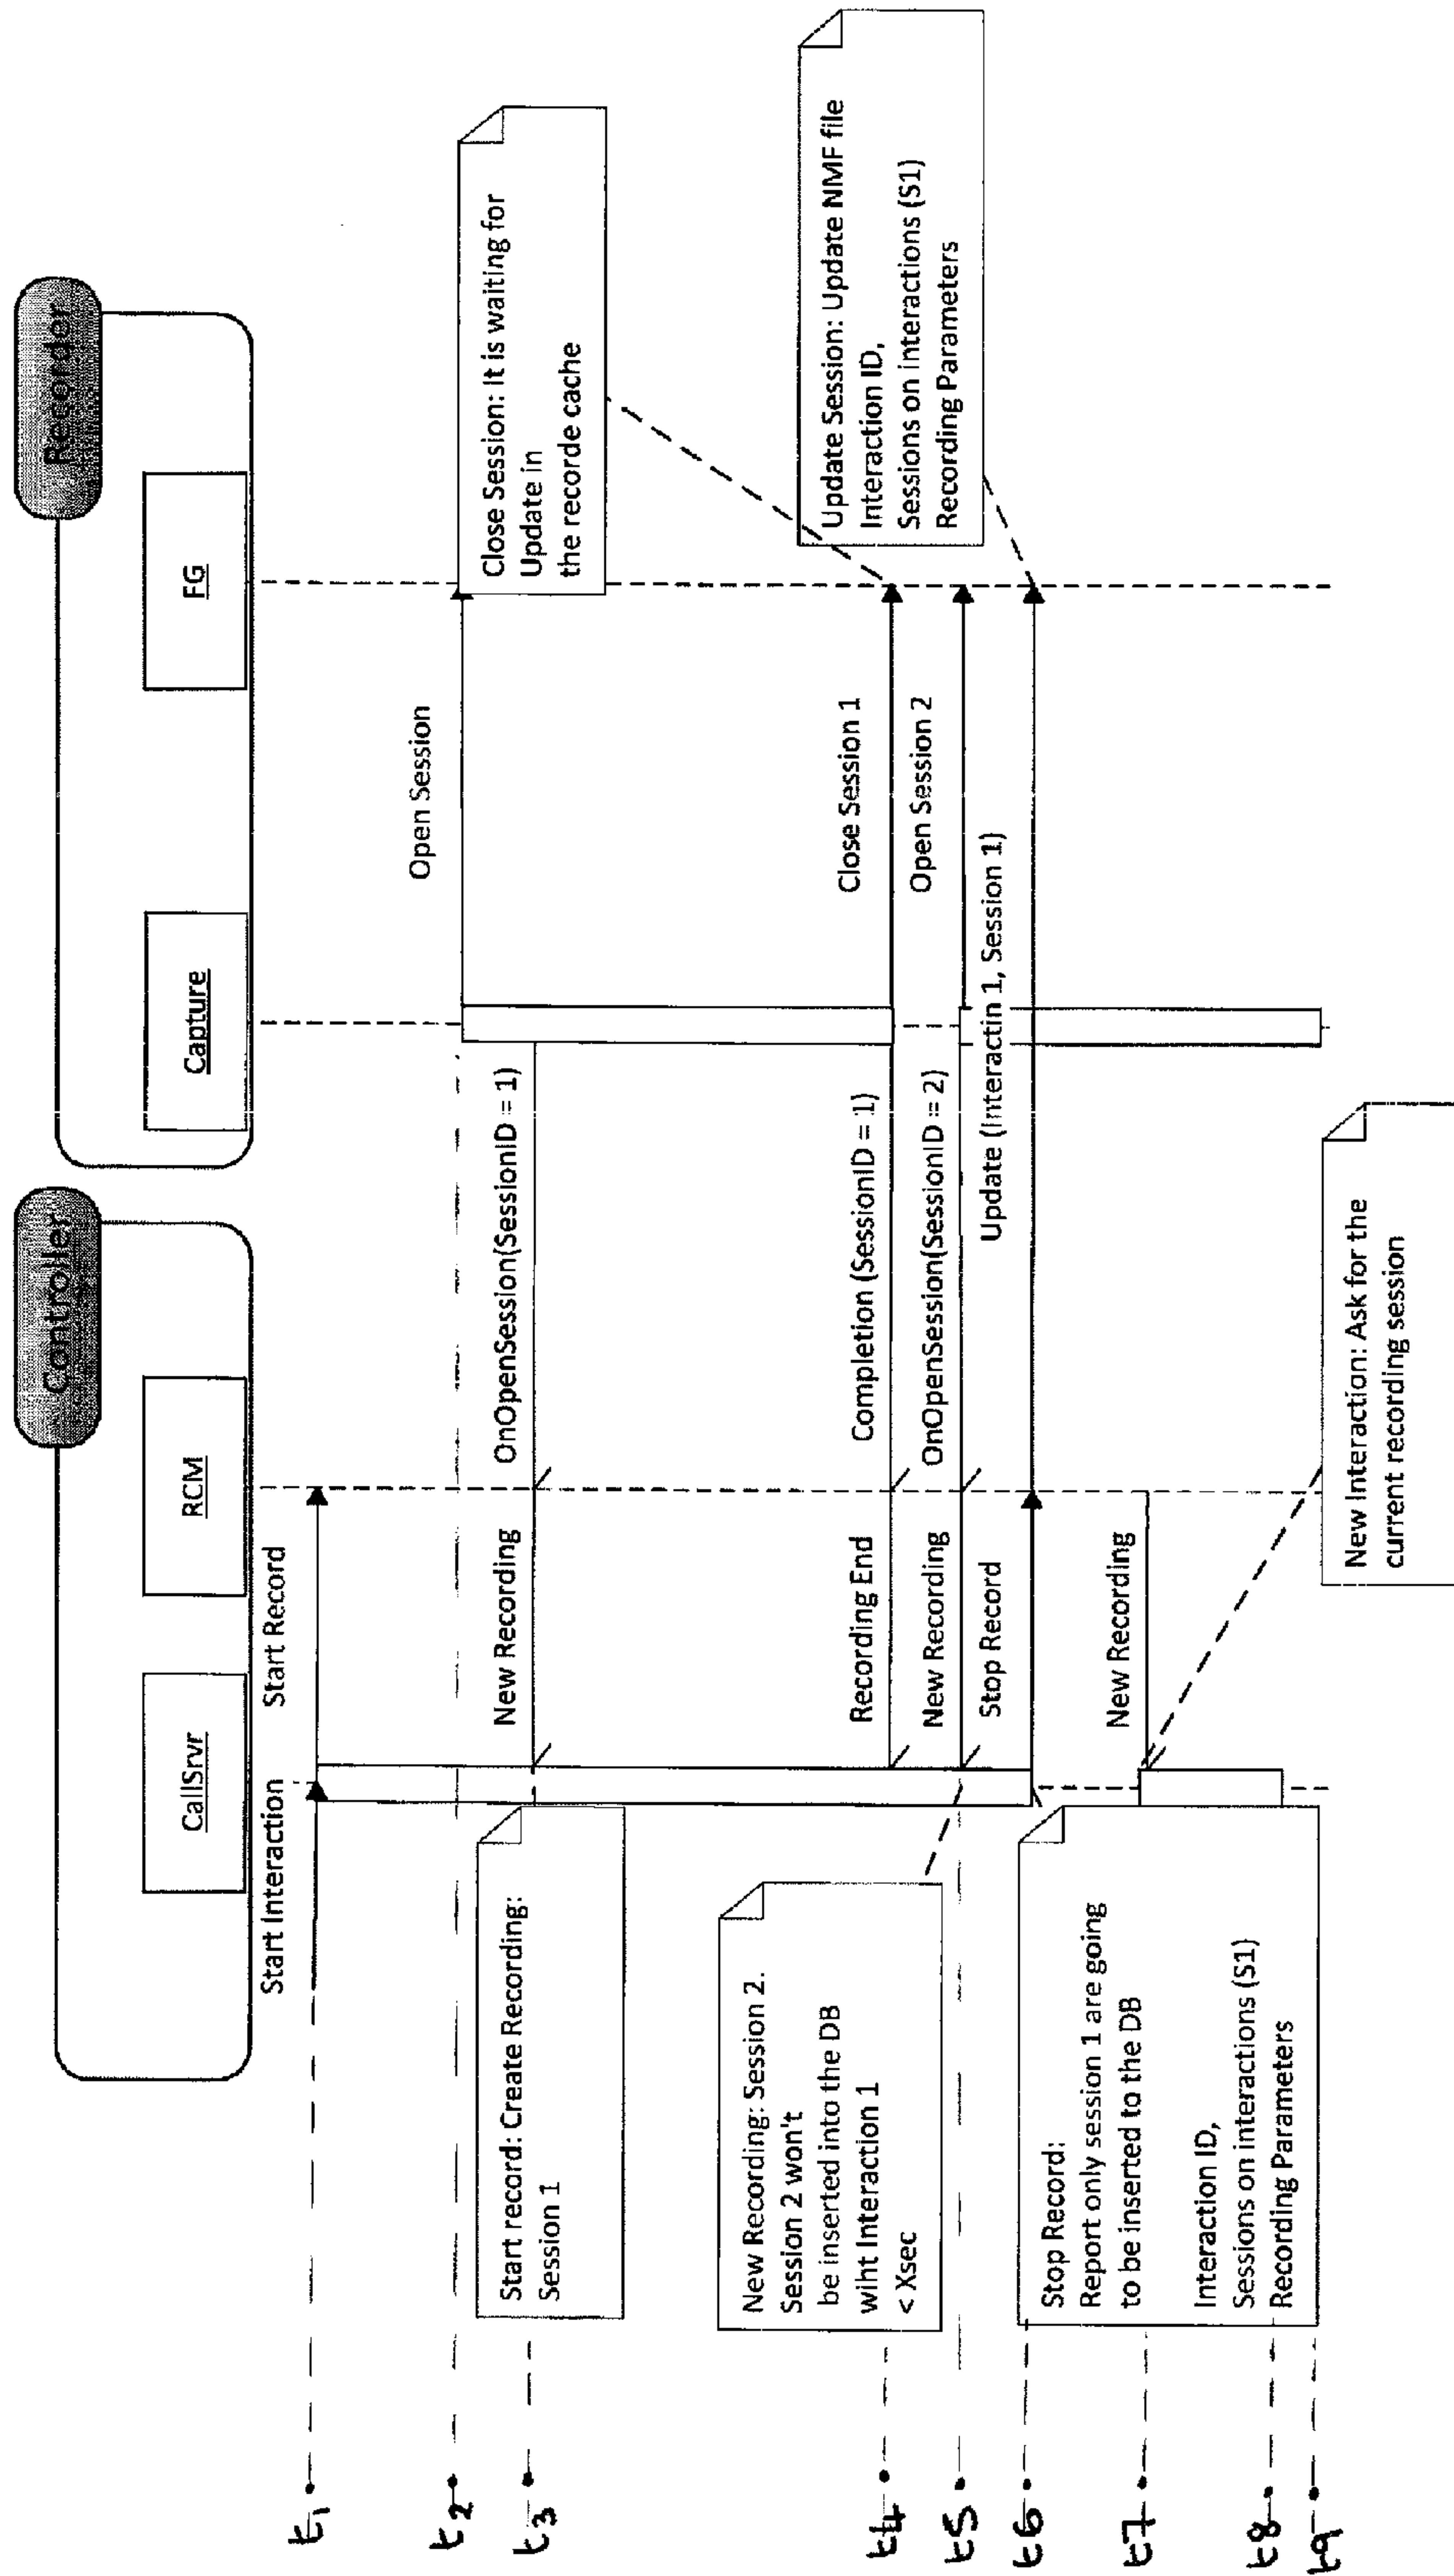 Controller
Recorder
CallSrvr
RCM
Capture
FG
t1
Start Interaction
Start Record
t2
Open Session
t3
New Recording
OnOpenSession(SessionID = 1)
Start record: Create Recording:
Session 1
Close Session: It is waiting for
Update in
the recorde cache
t4
Recording End
Completion (SessionID = 1)
Close Session 1
New Recording: Session 2.
Session 2 won't
be inserted into the DB
wiht Interaction 1
< Xsec
t5
New Recording
OnOpenSession(SessionID = 2)
Open Session 2
Update Session: Update NMF file
Interaction ID,
Sessions on interactions (S1)
Recording Parameters
t6
Stop Record
Update (Interactin 1, Session 1)
Stop Record:
Report only session 1 are going
to be inserted to the DB
Interaction ID,
Sessions on interactions (S1)
Recording Parameters
t7
New Recording
t8
t9
New Interaction: Ask for the
current recording session